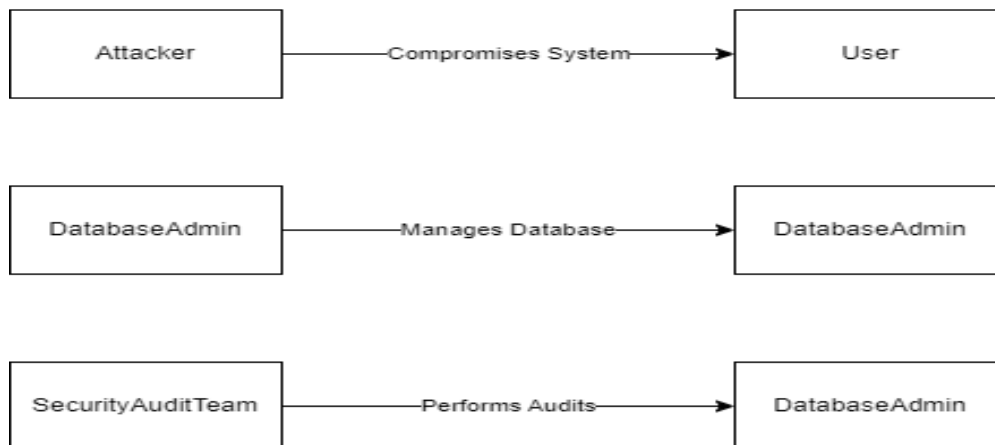 Attacker
Compromises System
User
DatabaseAdmin
Manages Database
DatabaseAdmin
SecurityAuditTeam
Performs Audits
DatabaseAdmin